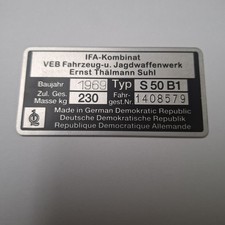 IFA-Kombinat
VEB Fahrzeug-u. Jagdwaffenwerk
Ernst Thälmann Suhl
Baujahr 1969 Typ S 50 B1
Zul. Ges. Masse kg 230 Fahr-gest.Nr 1408579
Made in German Democratic Republic
Deutsche Demokratische Republik
Republique Democratique Allemande